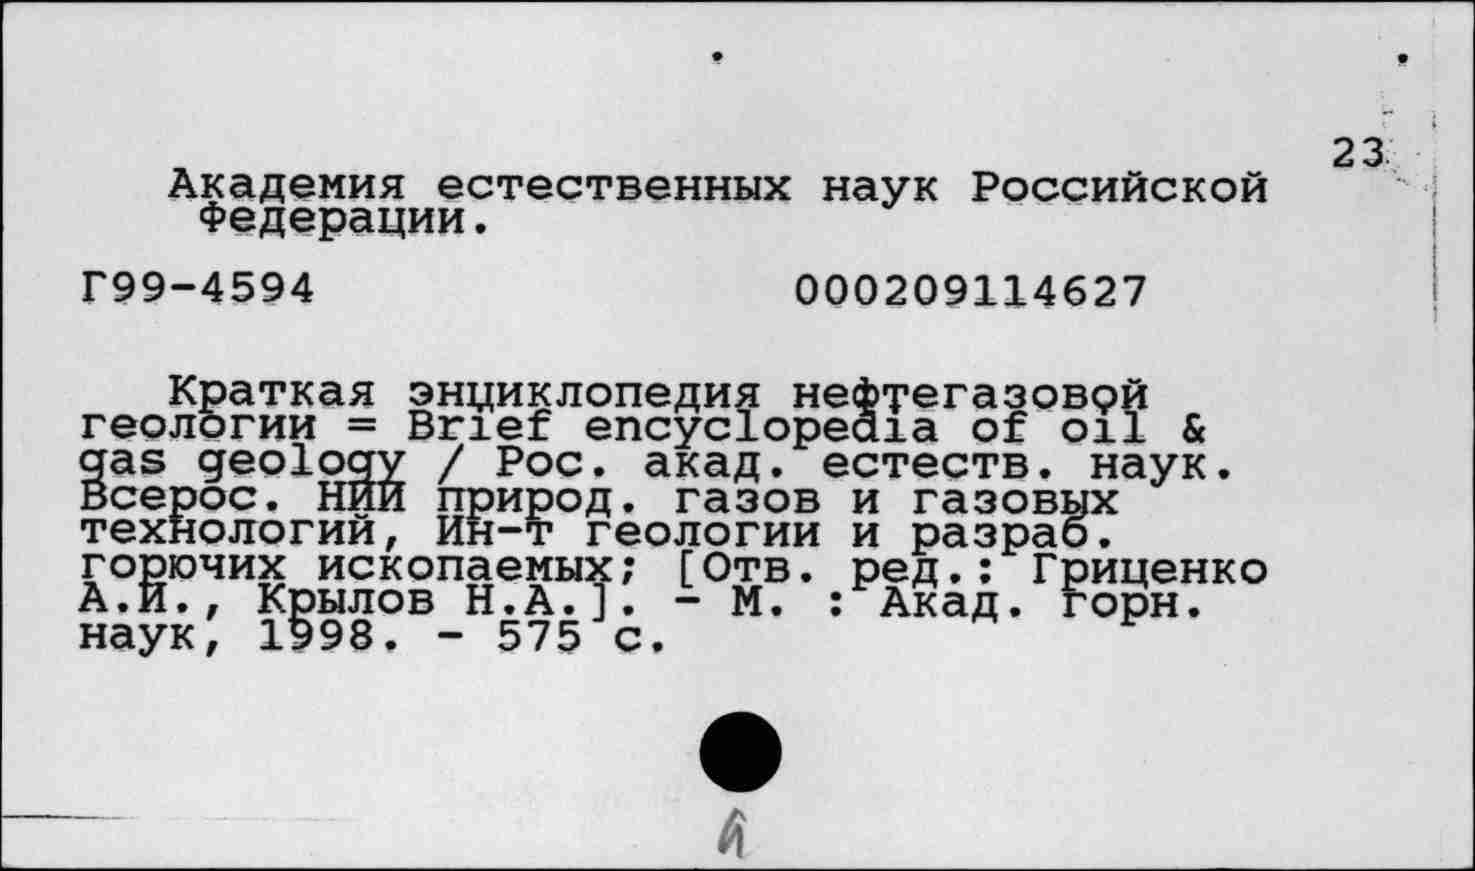 23
Академия естественных наук Российской
Федерации.
Г99-4594 000209114627
Краткая энциклопедия нефтегазовой
геологии = Brief encyclopedia of oil &
gas geology / Рос. акад. естеств. наук.
Всерос. НИИ природ. газов и газовых
технологий, Ин-т геологии и разраб.
горючих ископаемых; [Отв. ред.: Гриценко
А.И., Крылов Н.А.]. - М. : Акад. горн.
наук, 1998. - 575 с.